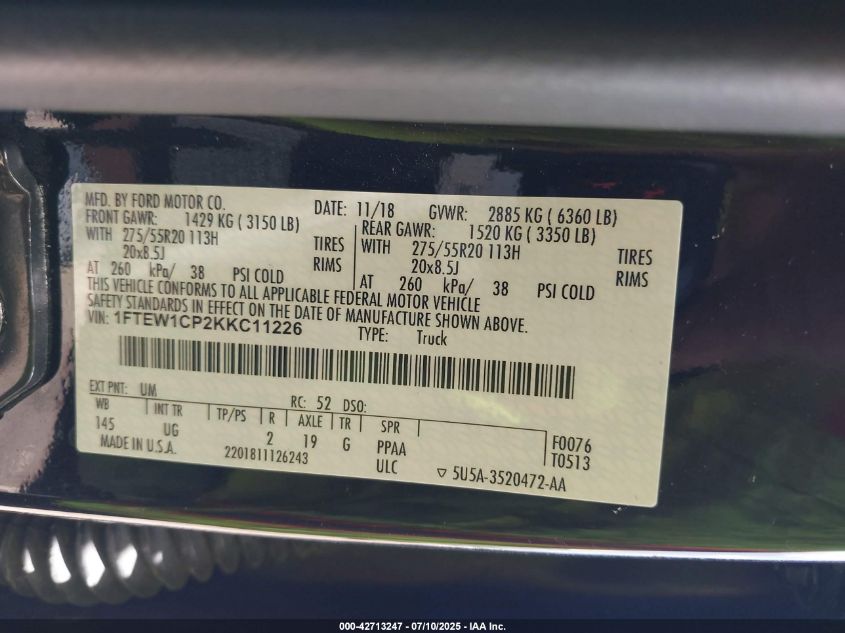 MFD. BY FORD MOTOR CO. DATE: 11/18 GVWR: 2885 KG ( 6360 LB)
FRONT GAWR: 1429 KG ( 3150 LB) REAR GAWR: 1520 KG ( 3350 LB)
WITH 275/55R20 113H TIRES WITH 275/55R20 113H TIRES
20x8.5J RIMS 20x8.5J RIMS
AT 260 kPa/ 38 PSI COLD AT 260 kPa/ 38 PSI COLD
THIS VEHICLE CONFORMS TO ALL APPLICABLE FEDERAL MOTOR VEHICLE
SAFETY STANDARDS IN EFFECT ON THE DATE OF MANUFACTURE SHOWN ABOVE.
VIN: 1FTEW1CP2KKC11226 TYPE: Truck
EXT PNT: UM RC: 52 DSO:
WB INT TR TP/PS R AXLE TR SPR F0076
145 UG 2 19 G PPAA T0513
MADE IN U.S.A. 2201811126243 ULC ▽ 5U5A-3520472-AA
000-42713247 - 07/10/2025 - IAA Inc.